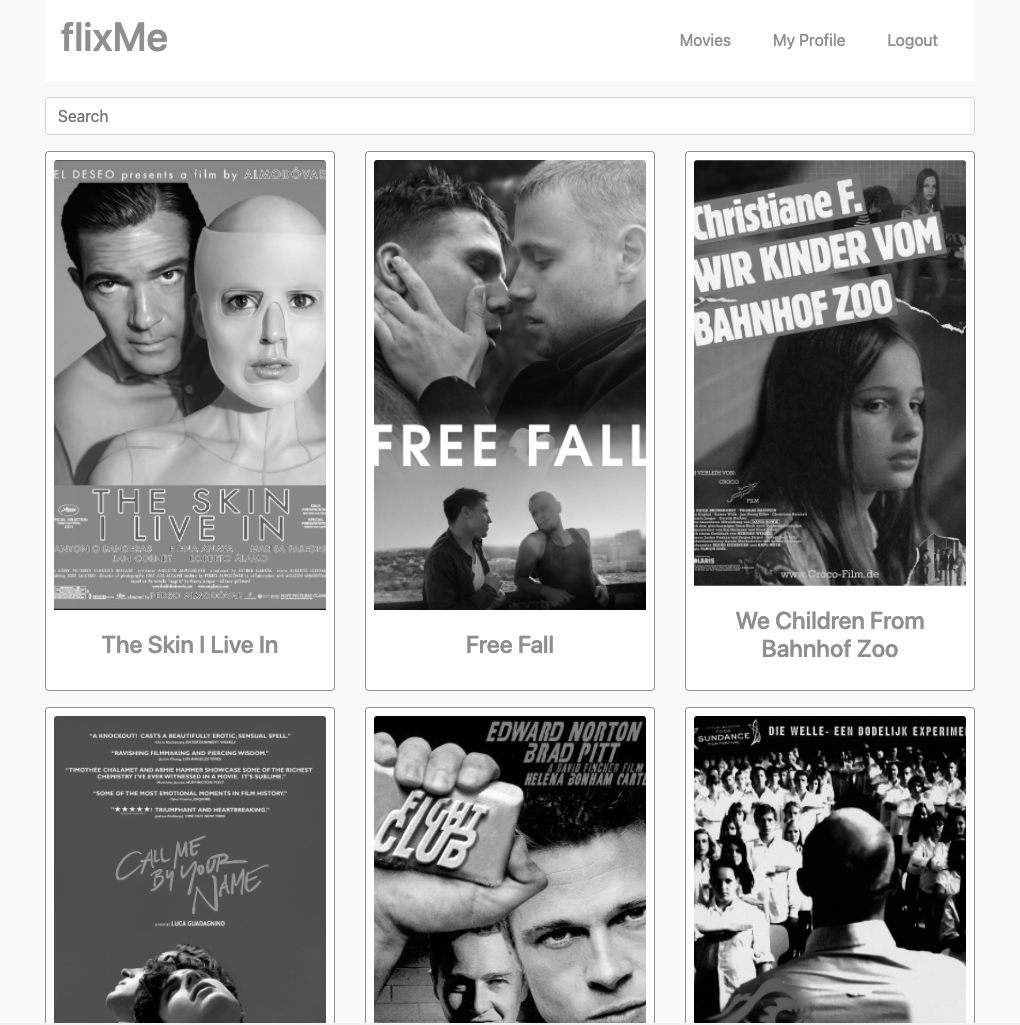 flixMe
Movies My Profile Logout
Search
EL DESEO presents a film by ALMODÓVAR
THE SKIN
I LIVE IN
ANTONIO BANDERAS ELENA ANAYA MARISA PAREDES
JAN CORNET ROBERTO ÁLAMO
PEDRO ALMODÓVAR
The Skin I Live In
FREE FALL
Free Fall
Christiane F.
WIR KINDER VOM
BAHNHOF ZOO
IM VERLEIH VON:
CROCO
FILM
www.Croco-Film.de
We Children From
Bahnhof Zoo
"A KNOCKOUT! CASTS A BEAUTIFULLY EROTIC, SENSUAL SPELL."
"RAVISHING FILMMAKING AND PIERCING WISDOM."
"TIMOTHÉE CHALAMET AND ARMIE HAMMER SHOWCASE SOME OF THE RICHEST
CHEMISTRY I'VE EVER WITNESSED IN A MOVIE. IT'S SUBLIME."
"SOME OF THE MOST EMOTIONAL MOMENTS IN FILM HISTORY."
"★★★★★! TRIUMPHANT AND HEARTBREAKING."
CALL ME
BY YOUR
NAME
A FILM BY LUCA GUADAGNINO
EDWARD NORTON
BRAD PITT
A DAVID FINCHER FILM
HELENA BONHAM CARTE
FIGHT
CLUB
SUNDANCE
FILM FESTIVAL
DIE WELLE- EEN DODELIJK EXPERIME